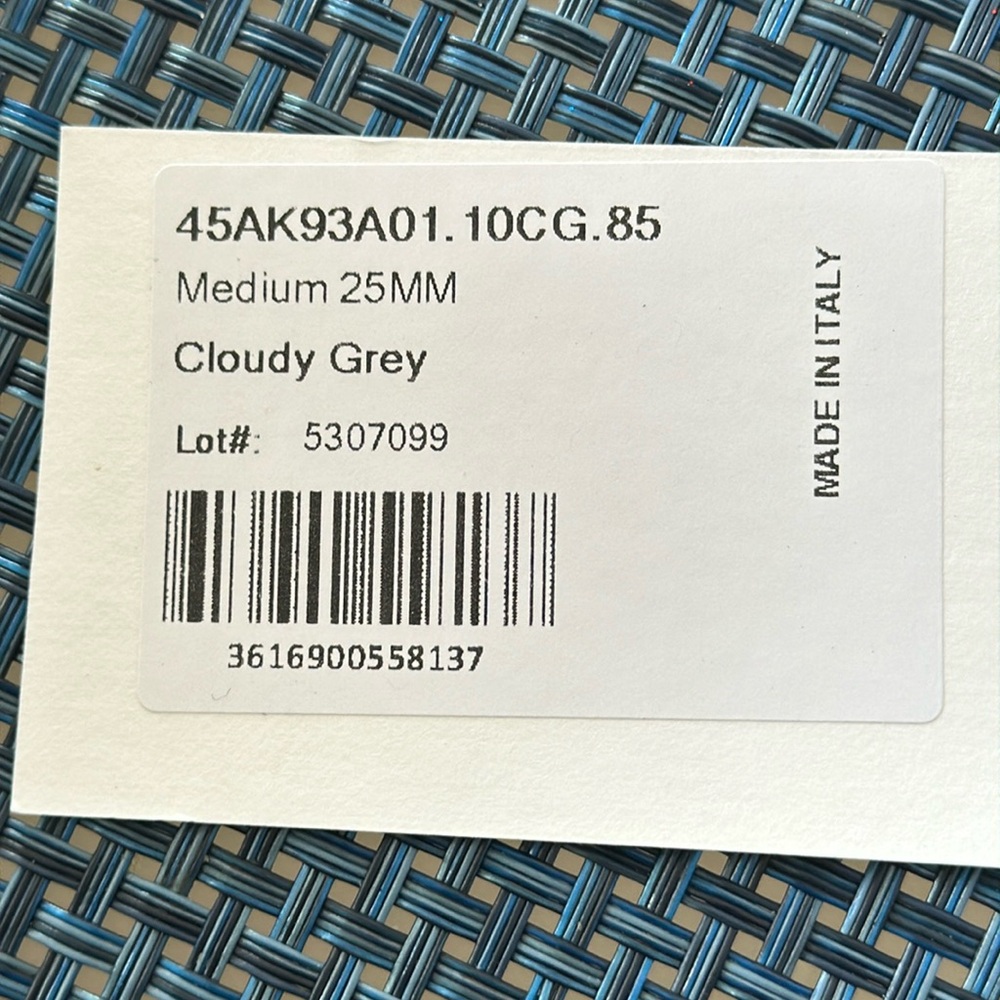 45AK93A01.10CG.85
Medium 25MM
Cloudy Grey
Lot#: 5307099
3616900558137
MADE IN ITALY